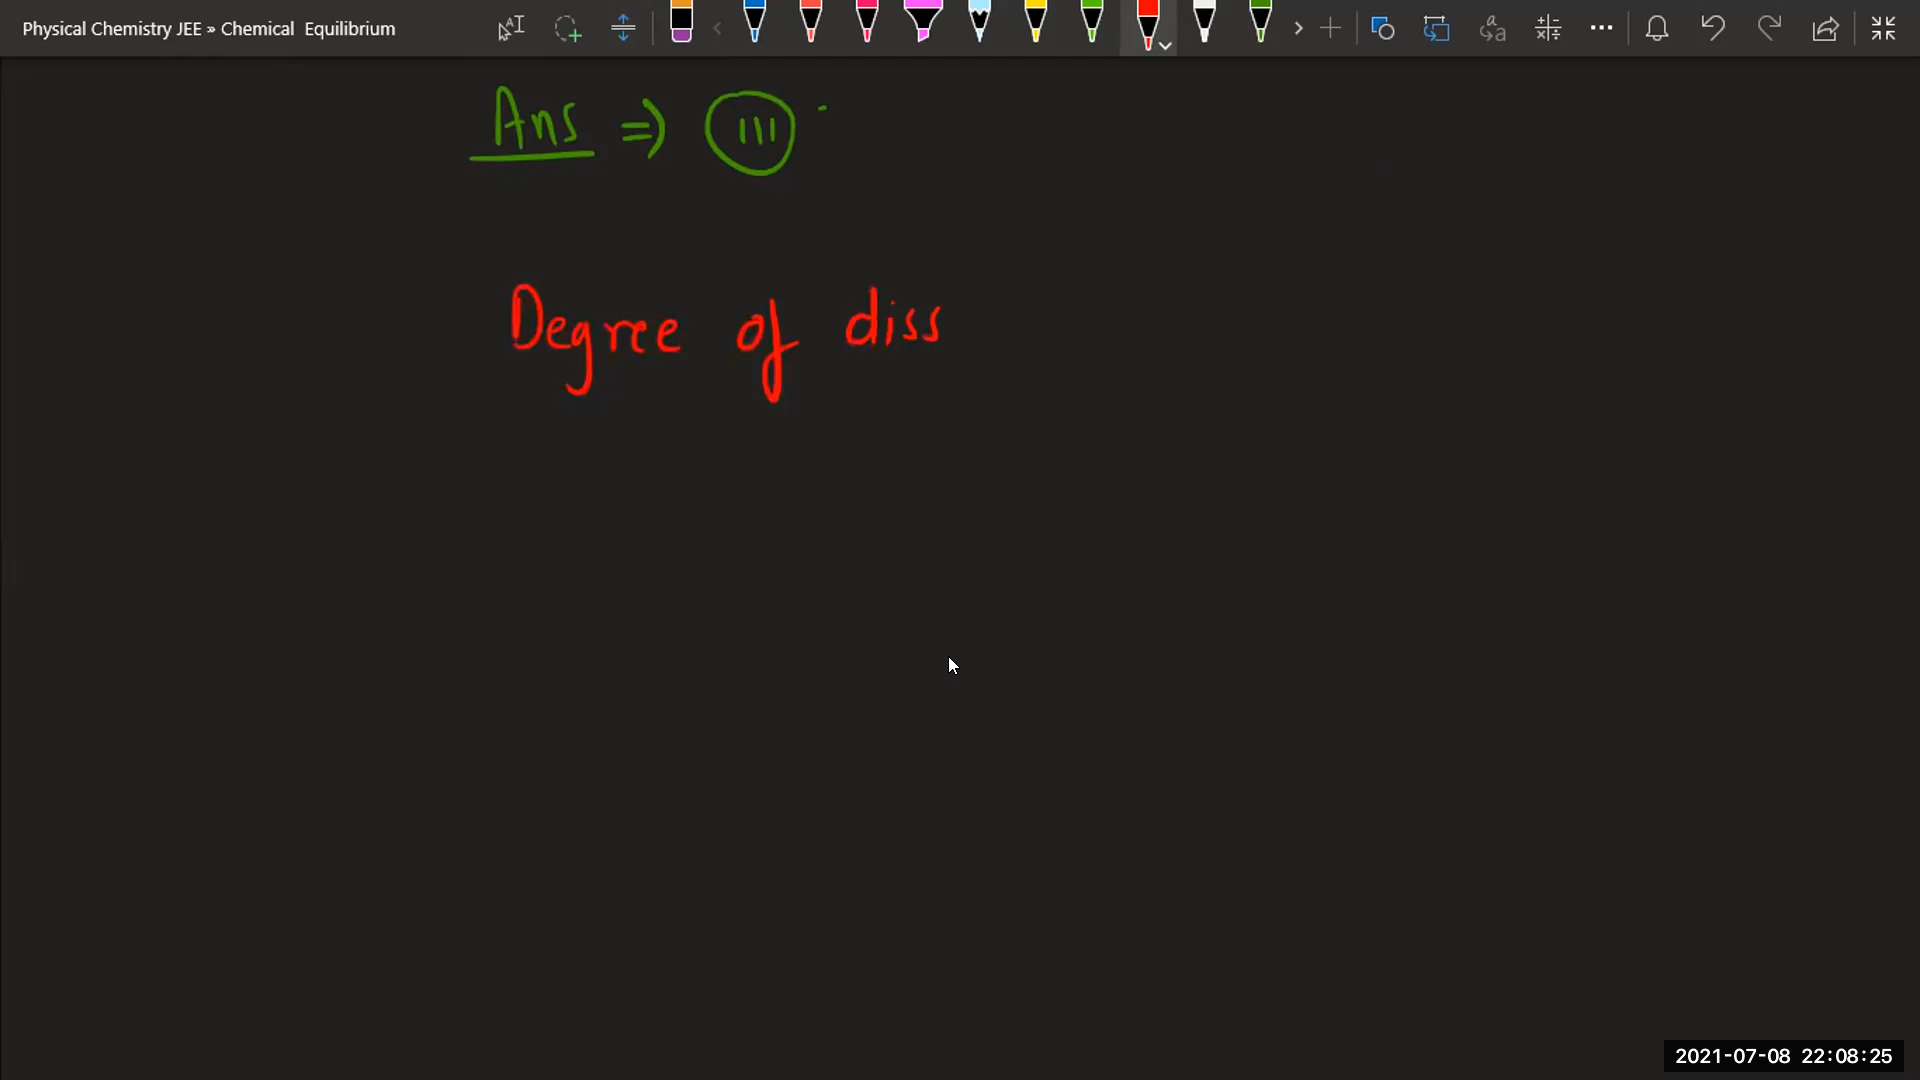 Physical Chemistry JEE » Chemical Equilibrium
Ans ⇒ (III)
Degree of diss
2021-07-08 22:08:25